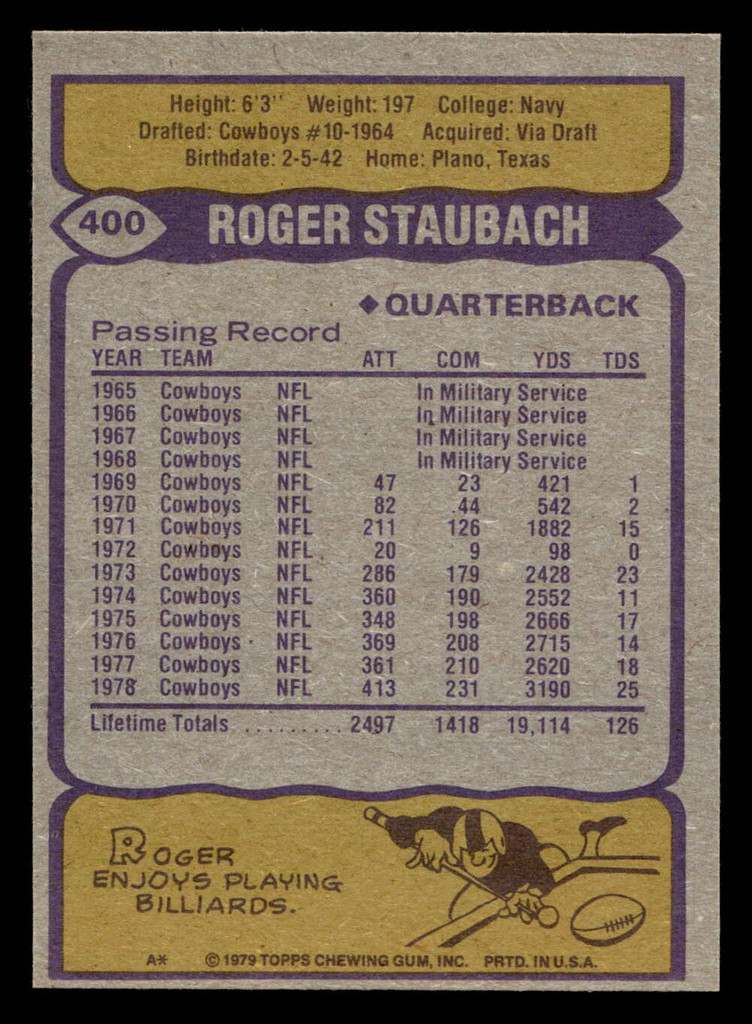 Height: 6'3" Weight: 197 College: Navy
Drafted: Cowboys #10-1964 Acquired: Via Draft
Birthdate: 2-5-42 Home: Plano, Texas
400 ROGER STAUBACH
◆QUARTERBACK
Passing Record
YEAR TEAM ATT COM YDS TDS
1965 Cowboys NFL In Military Service
1966 Cowboys NFL In Military Service
1967 Cowboys NFL In Military Service
1968 Cowboys NFL In Military Service
1969 Cowboys NFL 47 23 421 1
1970 Cowboys NFL 82 44 542 2
1971 Cowboys NFL 211 126 1882 15
1972 Cowboys NFL 20 9 98 0
1973 Cowboys NFL 286 179 2428 23
1974 Cowboys NFL 360 190 2552 11
1975 Cowboys NFL 348 198 2666 17
1976 Cowboys NFL 369 208 2715 14
1977 Cowboys NFL 361 210 2620 18
1978 Cowboys NFL 413 231 3190 25
Lifetime Totals ......... 2497 1418 19,114 126
ROGER
ENJOYS PLAYING
BILLIARDS.
A* © 1979 TOPPS CHEWING GUM, INC. PRTD. IN U.S.A.